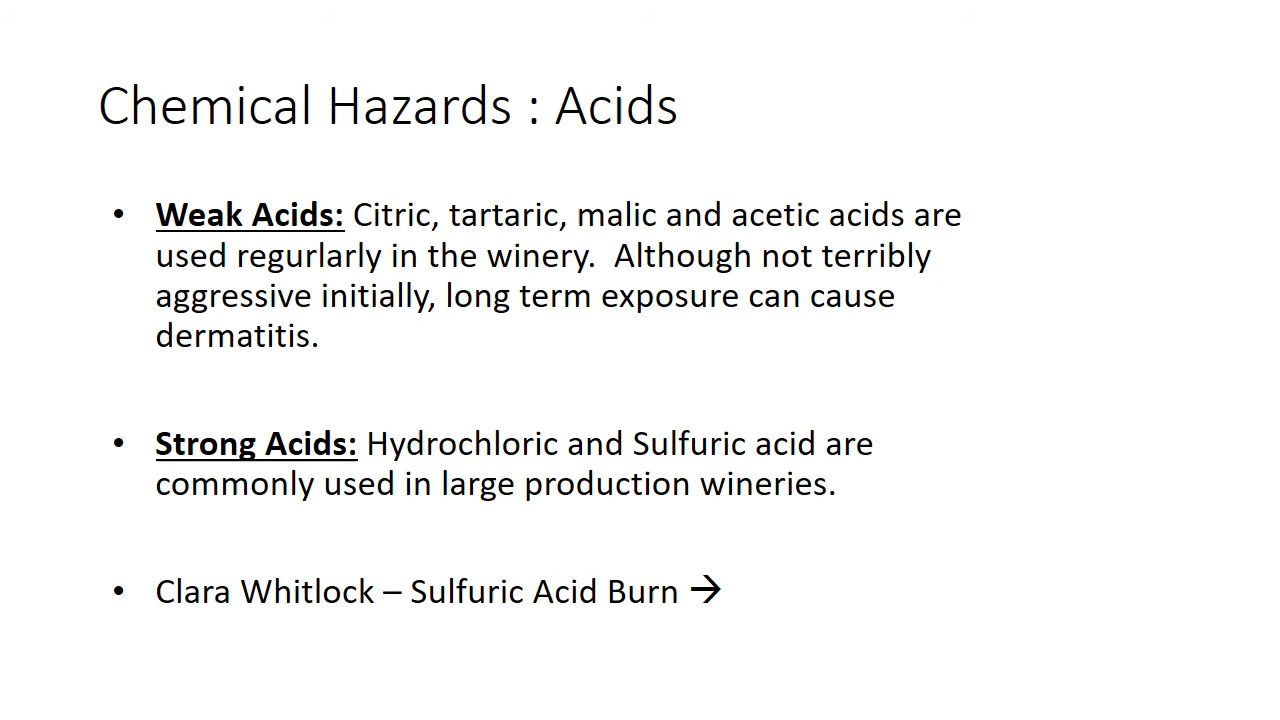 Chemical Hazards : Acids
• Weak Acids: Citric, tartaric, malic and acetic acids are
used regurlarly in the winery.  Although not terribly
aggressive initially, long term exposure can cause
dermatitis.
• Strong Acids: Hydrochloric and Sulfuric acid are
commonly used in large production wineries.
• Clara Whitlock – Sulfuric Acid Burn →